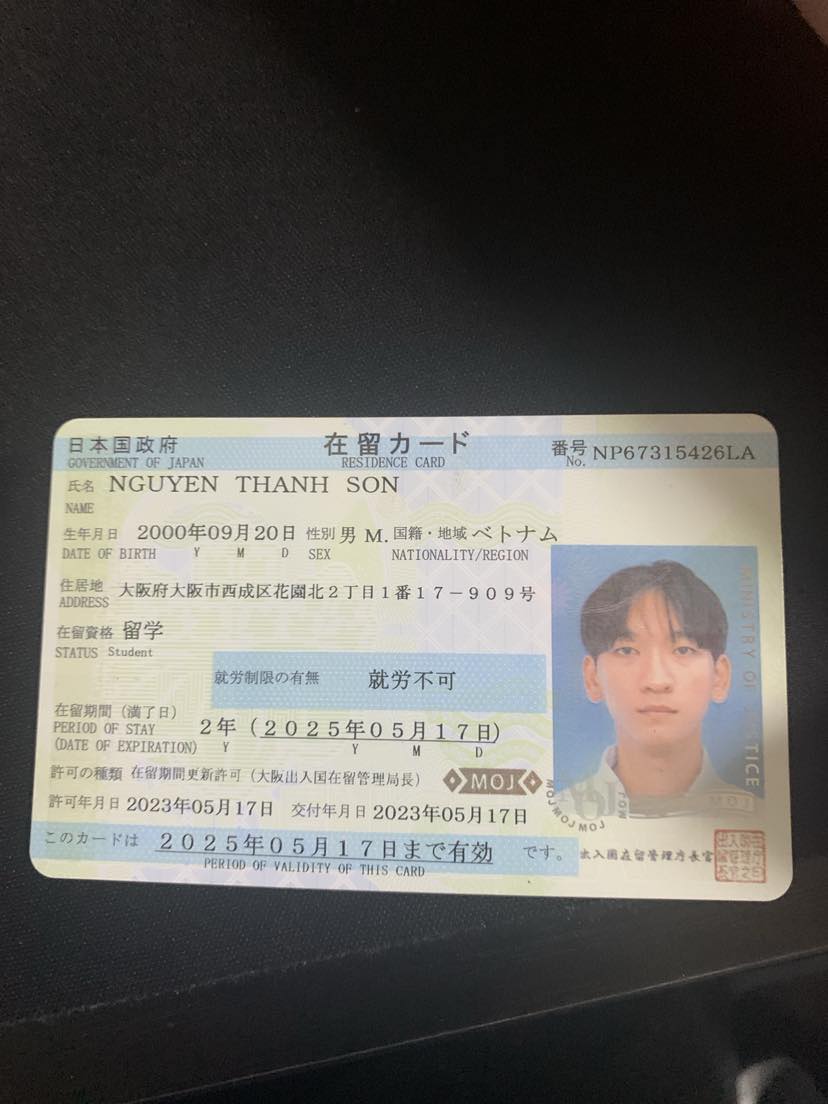 日本国政府 在留カード 番号 NP67315426LA
GOVERNMENT OF JAPAN RESIDENCE CARD No.
氏名 NGUYEN THANH SON
NAME
生年月日 2000年09月20日 性別 男 M. 国籍・地域 ベトナム
DATE OF BIRTH Y M D SEX NATIONALITY/REGION
住居地 大阪府大阪市西成区花園北2丁目1番17-909号
ADDRESS
在留資格 留学
STATUS Student
就労制限の有無 就労不可
在留期間(満了日) 2年(2025年05月17日)
PERIOD OF STAY Y Y M D
(DATE OF EXPIRATION)
許可の種類 在留期間更新許可(大阪出入国在留管理局長)
MOJ
許可年月日 2023年05月17日 交付年月日 2023年05月17日
このカードは 2025年05月17日まで有効 です。
PERIOD OF VALIDITY OF THIS CARD
MINISTRY OF JUSTICE
MOJ
MOJ MOJ MOJ MOJ
出入国在留管理庁長官